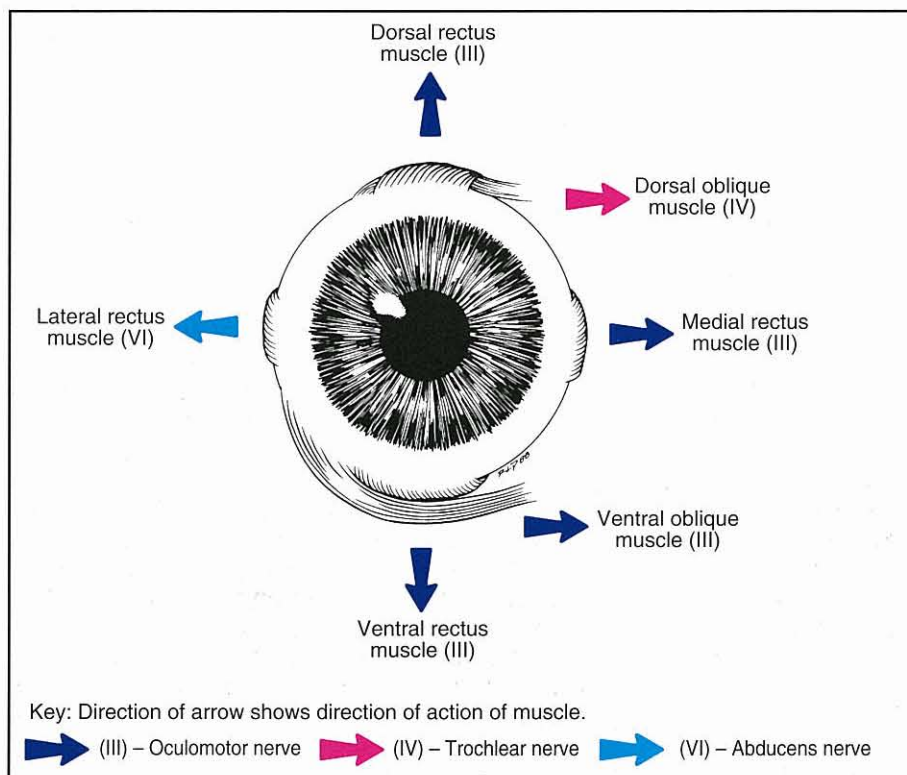 Dorsal rectus
muscle (III)
Dorsal oblique
muscle (IV)
Lateral rectus
muscle (VI)
Medial rectus
muscle (III)
Ventral oblique
muscle (III)
Ventral rectus
muscle (III)
Key: Direction of arrow shows direction of action of muscle.
(III) – Oculomotor nerve (IV) – Trochlear nerve (VI) – Abducens nerve